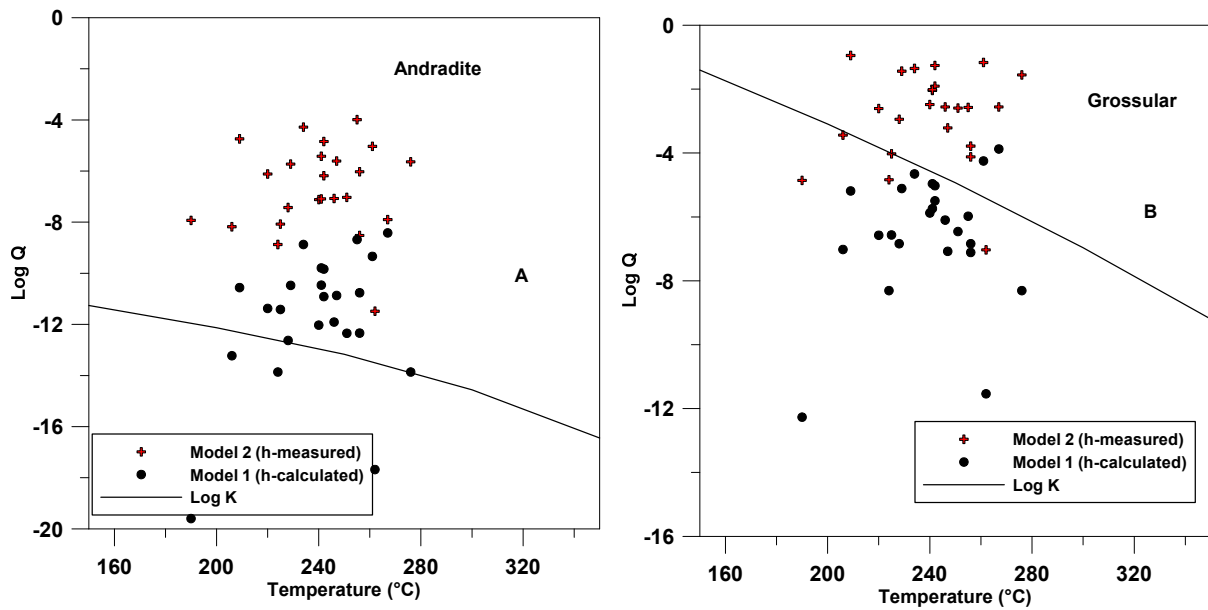 0
-4
-8
-12
-16
-20
Log Q
Andradite
A
Model 2 (h-measured)
Model 1 (h-calculated)
Log K
160 200 240 280 320
Temperature (°C)
0
-4
-8
-12
-16
Log Q
Grossular
B
Model 2 (h-measured)
Model 1 (h-calculated)
Log K
160 200 240 280 320
Temperature (°C)